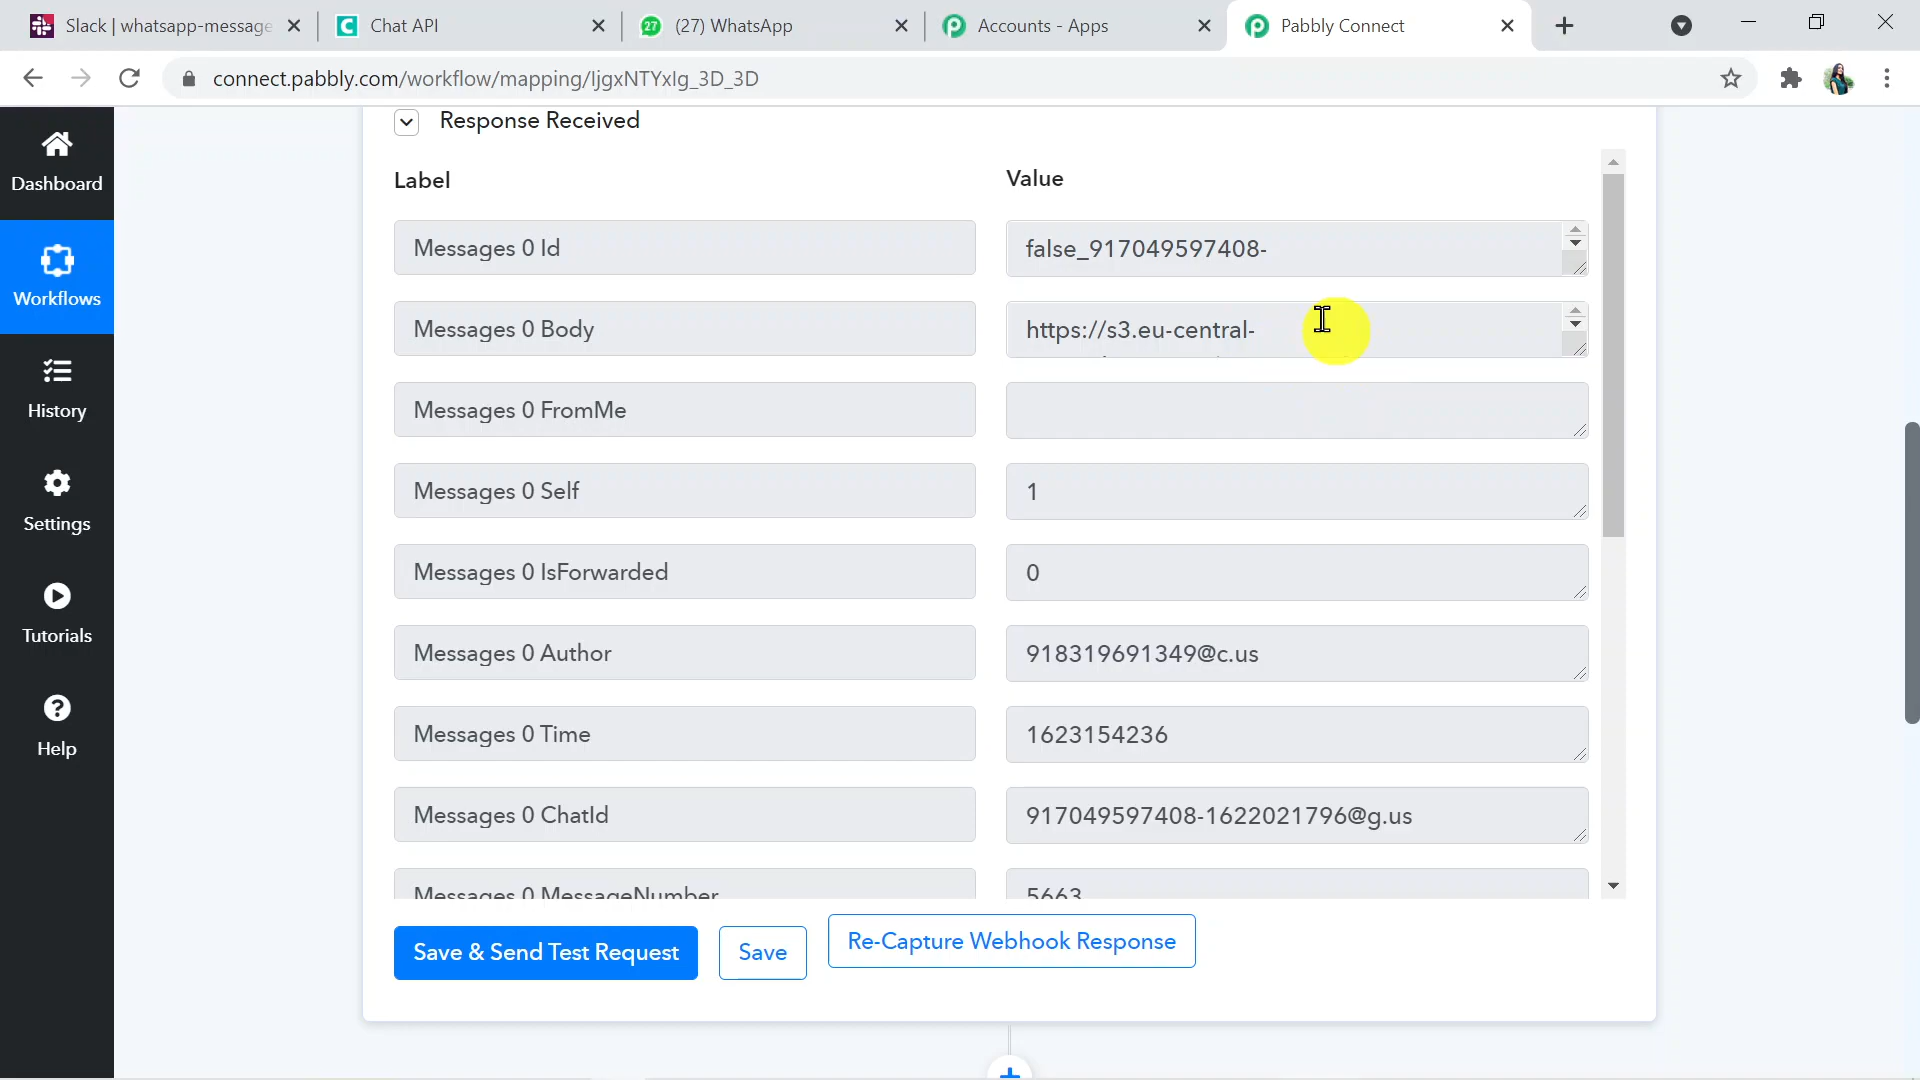 Slack | whatsapp-message
Chat API
27
(27) WhatsApp
Accounts - Apps
Pabbly Connect
connect.pabbly.com/workflow/mapping/IjgxNTYxIg_3D_3D
Dashboard
Workflows
History
Settings
Tutorials
Help
Response Received
Label
Value
Messages 0 Id
false_917049597408-
Messages 0 Body
https://s3.eu-central-
Messages 0 FromMe
Messages 0 Self
1
Messages 0 IsForwarded
0
Messages 0 Author
918319691349@c.us
Messages 0 Time
1623154236
Messages 0 ChatId
917049597408-1622021796@g.us
Messages 0 MessageNumber
5663
Save & Send Test Request
Save
Re-Capture Webhook Response